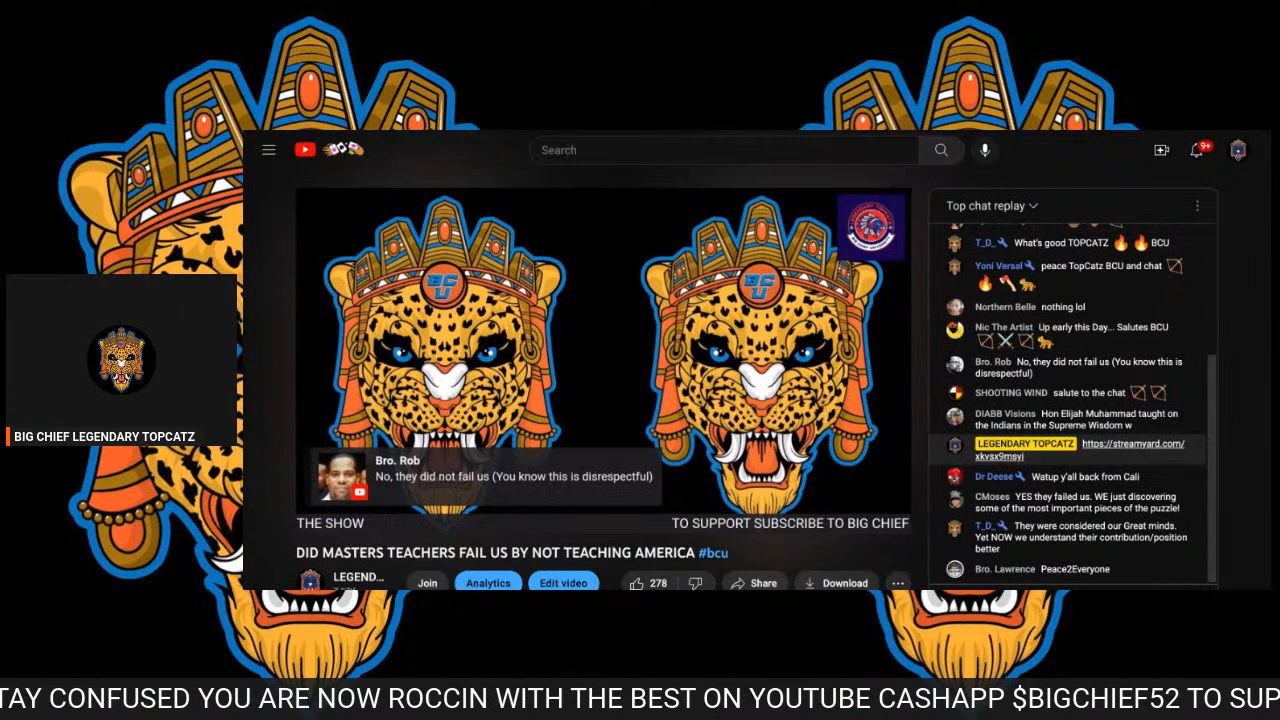 Search
9+
Top chat replay
T_D_ What's good TOPCATZ BCU
Yoni Versal peace TopCatz BCU and chat
Northern Belle nothing lol
Nic The Artist Up early this Day... Salutes BCU
Bro. Rob No, they did not fail us (You know this is
disrespectful)
SHOOTING WIND salute to the chat
DIABB Visions Hon Elijah Muhammad taught on
the Indians in the Supreme Wisdom w
LEGENDARY TOPCATZ https://streamyard.com/
xkvsx9msyj
Dr Deese Watup y'all back from Cali
CMoses YES they failed us. WE just discovering
some of the most important pieces of the puzzle!
T_D_ They were considered our Great minds.
Yet NOW we understand their contribution/position
better
Bro. Lawrence Peace2Everyone
BCU
BCU
Bro. Rob
No, they did not fail us (You know this is disrespectful)
THE SHOW
TO SUPPORT SUBSCRIBE TO BIG CHIEF
DID MASTERS TEACHERS FAIL US BY NOT TEACHING AMERICA #bcu
LEGEND...
Join
Analytics
Edit video
278
Share
Download
BIG CHIEF LEGENDARY TOPCATZ
TAY CONFUSED YOU ARE NOW ROCCIN WITH THE BEST ON YOUTUBE CASHAPP $BIGCHIEF52 TO SUP